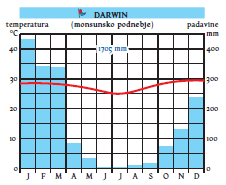 DARWIN
temperatura (monsunsko podnebje) padavine
°C mm
1705 mm
40 400
30 300
20 200
10 100
0 0
J F M A M J J A S O N D